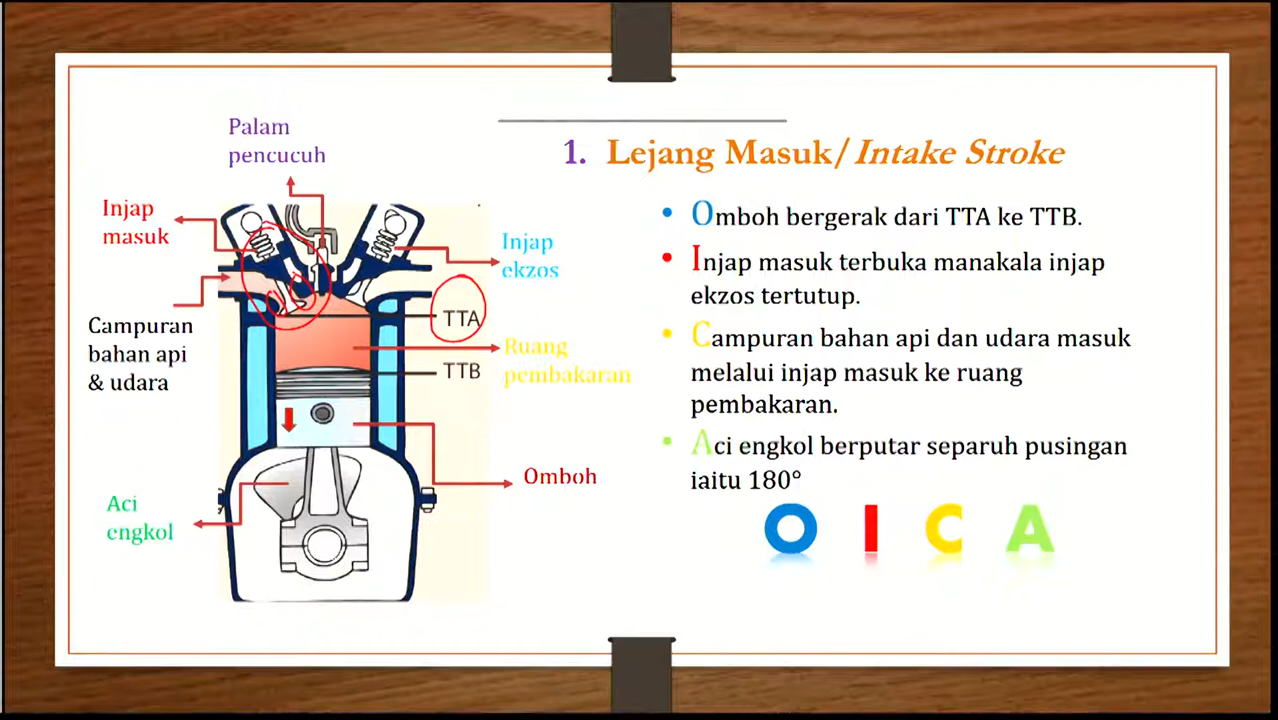 Palam
pencucuh
Injap
masuk
Injap
ekzos
Campuran
bahan api
& udara
TTA
Ruang
pembakaran
TTB
Omboh
Aci
engkol
1. Lejang Masuk/Intake Stroke
• Omboh bergerak dari TTA ke TTB.
• Injap masuk terbuka manakala injap
ekzos tertutup.
• Campuran bahan api dan udara masuk
melalui injap masuk ke ruang
pembakaran.
• Aci engkol berputar separuh pusingan
iaitu 180°
O I C A